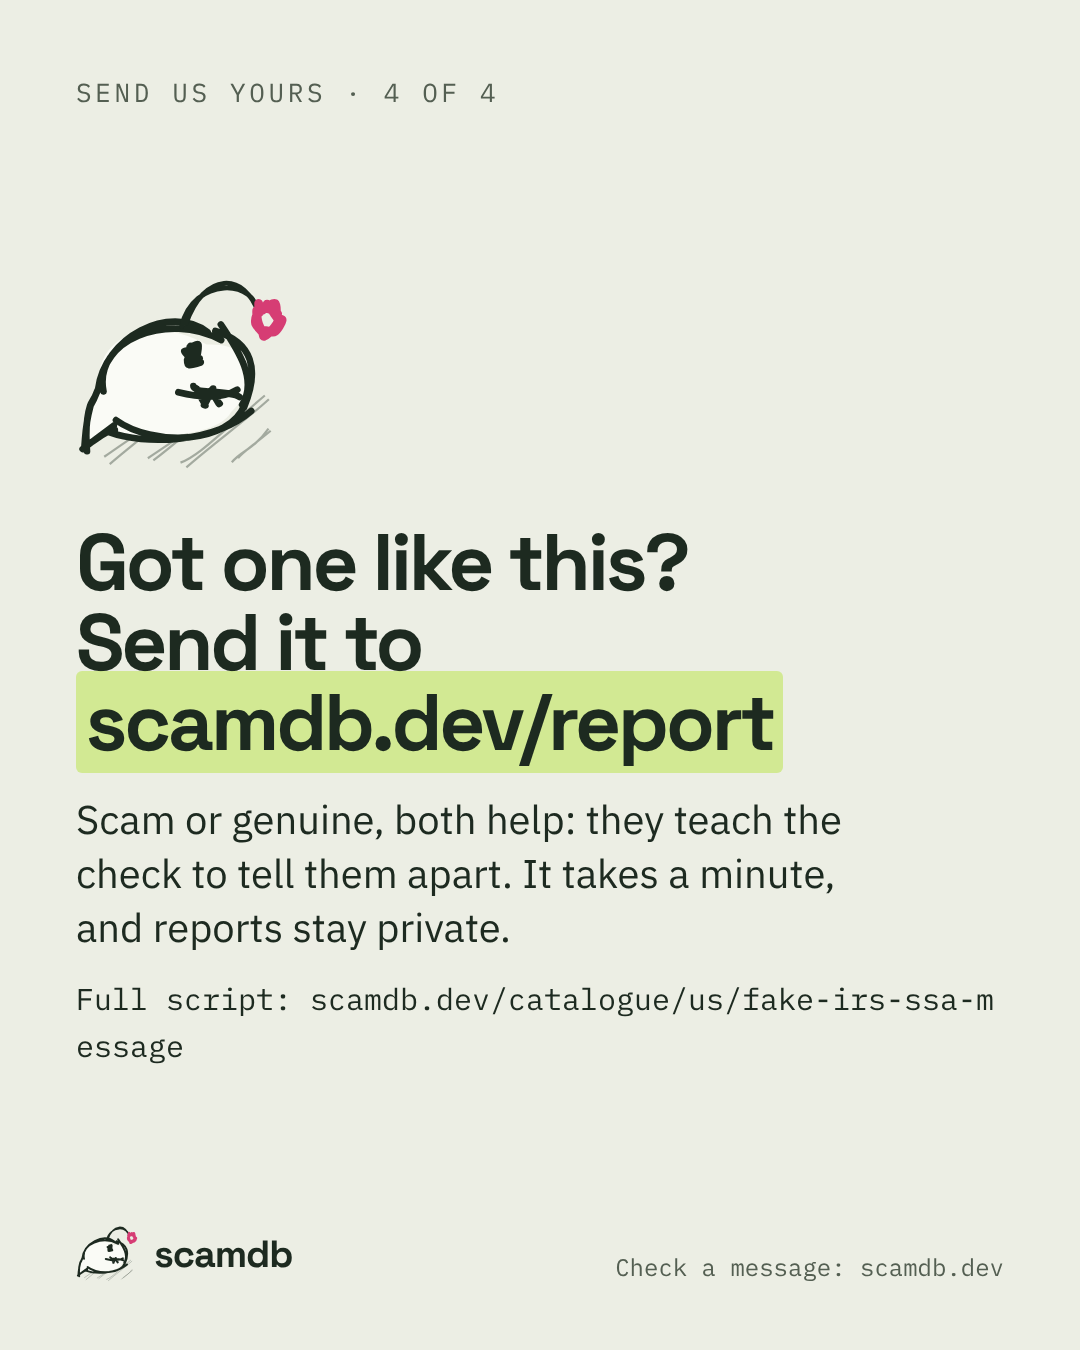 SEND US YOURS · 4 OF 4
Got one like this?
Send it to
scamdb.dev/report
Scam or genuine, both help: they teach the
check to tell them apart. It takes a minute,
and reports stay private.
Full script: scamdb.dev/catalogue/us/fake-irs-ssa-m
essage
scamdb
Check a message: scamdb.dev